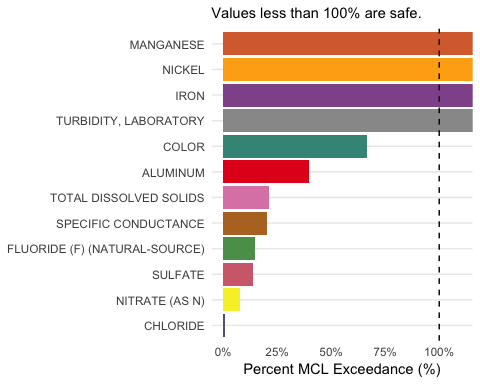 Values less than 100% are safe.
MANGANESE
NICKEL
IRON
TURBIDITY, LABORATORY
COLOR
ALUMINUM
TOTAL DISSOLVED SOLIDS
SPECIFIC CONDUCTANCE
FLUORIDE (F) (NATURAL-SOURCE)
SULFATE
NITRATE (AS N)
CHLORIDE
0% 25% 50% 75% 100%
Percent MCL Exceedance (%)